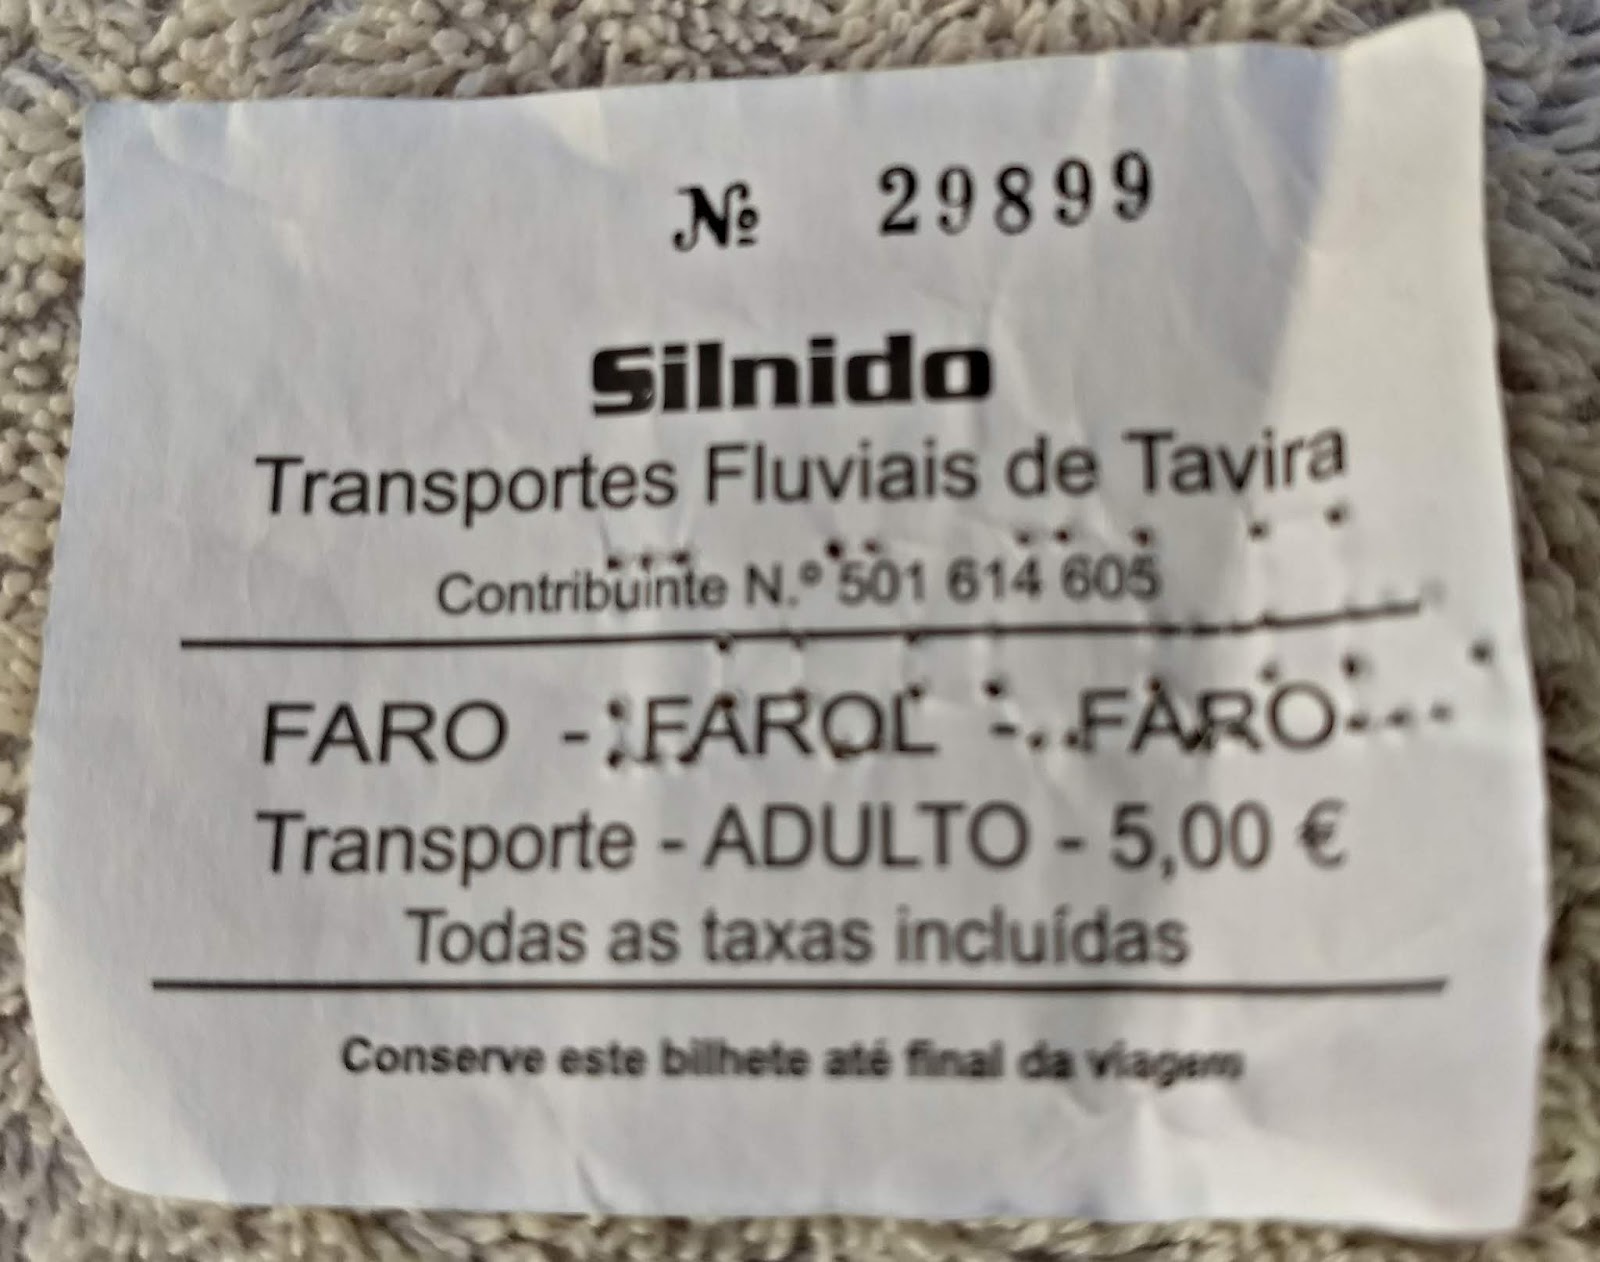 Nº 29899
Silnido
Transportes Fluviais de Tavira
Contribuinte N.º 501 614 605
FARO - FAROL - FARO
Transporte - ADULTO - 5,00 €
Todas as taxas incluídas
Conserve este bilhete até final da viagem